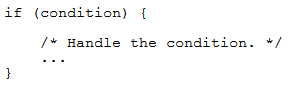 if (condition) {
/* Handle the condition. */
...
}